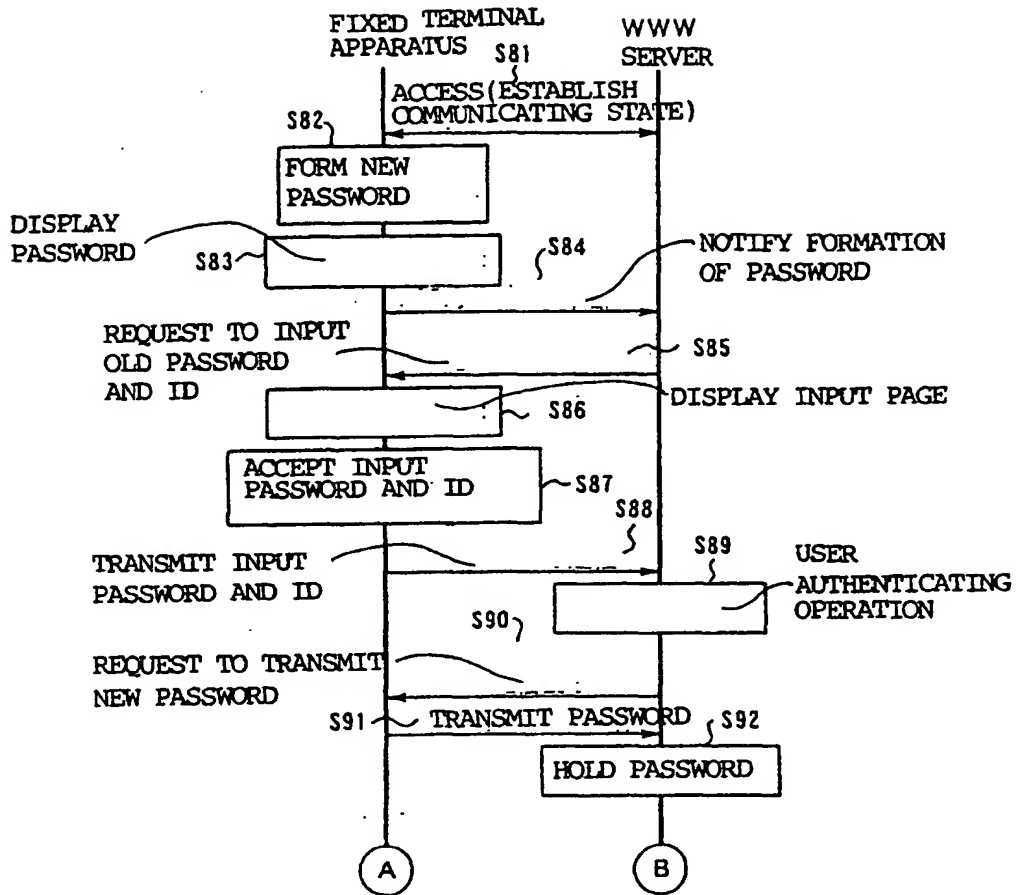 FIXED TERMINAL
APPARATUS
WWW
SERVER
S81
ACCESS(ESTABLISH
COMMUNICATING STATE)
S82
FORM NEW
PASSWORD
DISPLAY
PASSWORD
S83
S84
NOTIFY FORMATION
OF PASSWORD
REQUEST TO INPUT
OLD PASSWORD
AND ID
S85
S86
DISPLAY INPUT PAGE
ACCEPT INPUT
PASSWORD AND ID
S87
S88
TRANSMIT INPUT
PASSWORD AND ID
S89
USER
AUTHENTICATING
OPERATION
S90
REQUEST TO TRANSMIT
NEW PASSWORD
S91
TRANSMIT PASSWORD
S92
HOLD PASSWORD
A
B